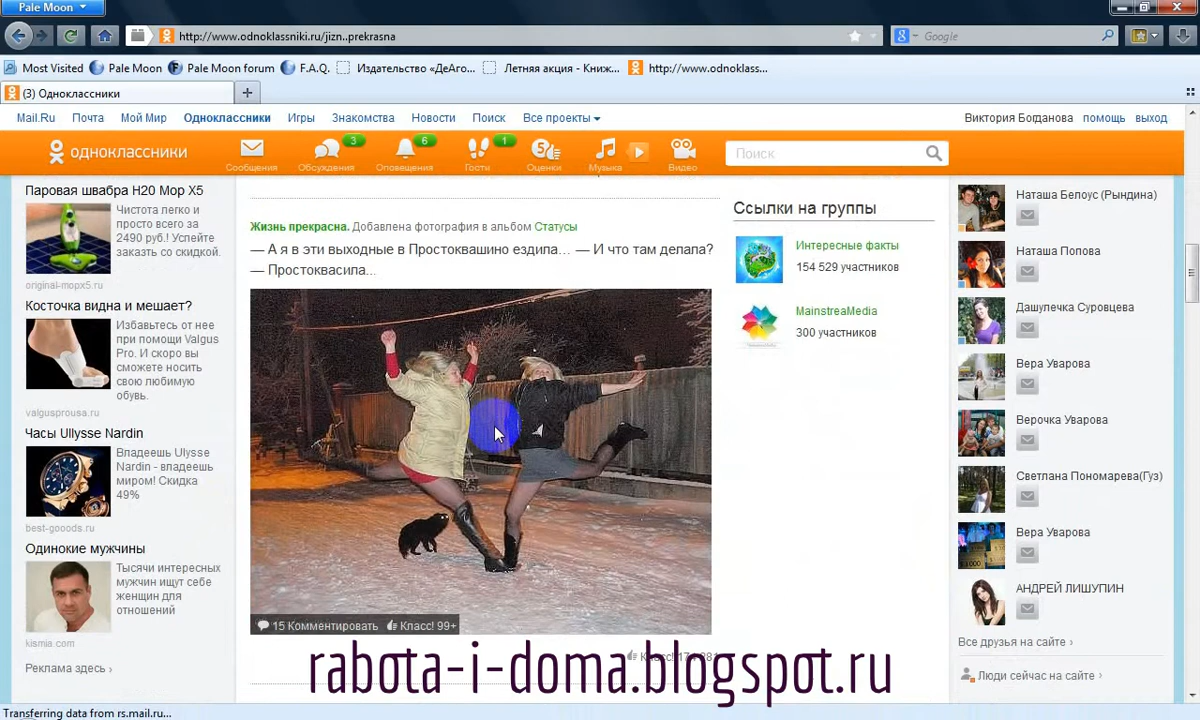 Pale Moon
http://www.odnoklassniki.ru/jizn..prekrasna
Google
Most Visited
Pale Moon
Pale Moon forum
F.A.Q.
Издательство «ДеАго...
Летняя акция - Книж...
http://www.odnoklass...
(3) Одноклассники
Mail.Ru
Почта
Мой Мир
Одноклассники
Игры
Знакомства
Новости
Поиск
Все проекты
Виктория Богданова
помощь
выход
одноклассники
Сообщения
3
Обсуждения
6
Оповещения
1
Гости
5
Оценки
Музыка
Видео
Поиск
Паровая швабра H2O Mop X5
Чистота легко и
просто всего за
2490 руб.! Успейте
заказать со скидкой.
original-mopx5.ru
Косточка видна и мешает?
Избавьтесь от нее
при помощи Valgus
Pro. И скоро вы
сможете носить
свою любимую
обувь.
valgusprousa.ru
Часы Ullysse Nardin
Владеешь Ulysse
Nardin - владеешь
миром! Скидка
49%
best-gooods.ru
Одинокие мужчины
Тысячи интересных
мужчин ищут себе
женщин для
отношений
kismia.com
Реклама здесь ›
Жизнь прекрасна. Добавлена фотография в альбом Статусы
— А я в эти выходные в Простоквашино ездила… — И что там делала?
— Простоквасила…
15 Комментировать
Класс! 99+
Ссылки на группы
Интересные факты
154 529 участников
MainstreaMedia
300 участников
Наташа Белоус (Рындина)
Наташа Попова
Дашулечка Суровцева
Вера Уварова
Верочка Уварова
Светлана Пономарева(Гуз)
Вера Уварова
АНДРЕЙ ЛИШУПИН
Все друзья на сайте ›
Люди сейчас на сайте ›
rabota-i-doma.blogspot.ru
Transferring data from rs.mail.ru...